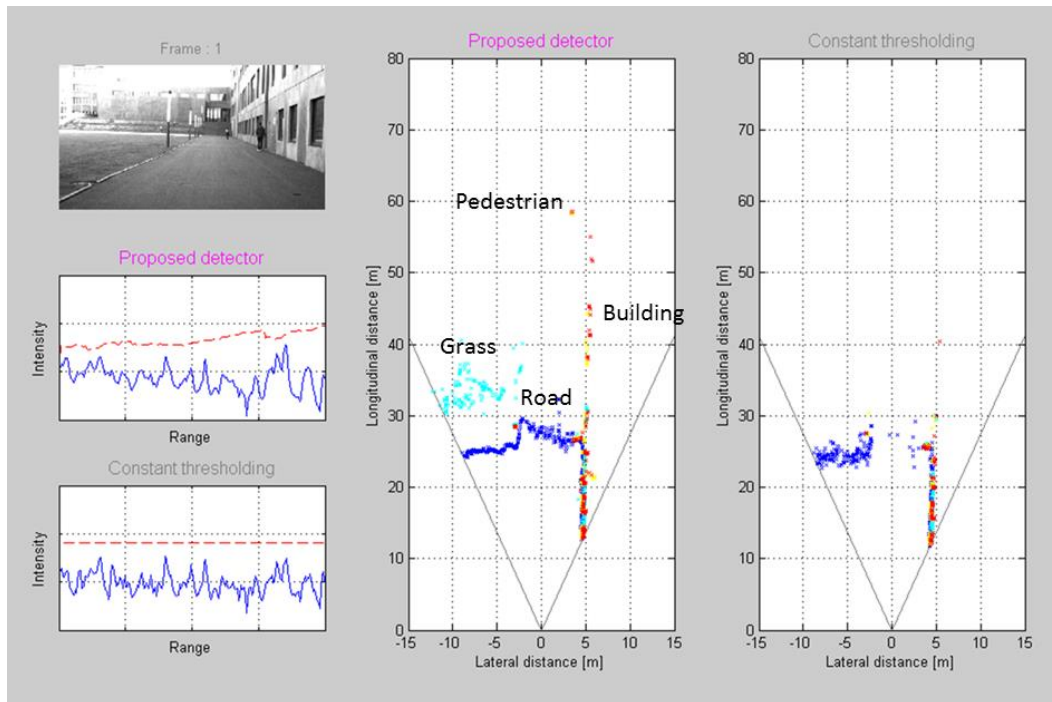 Frame : 1
Proposed detector
Intensity
Range
Constant thresholding
Intensity
Range
Proposed detector
Longitudinal distance [m]
80
70
60
50
40
30
20
10
0
Pedestrian
Building
Grass
Road
-15 -10 -5 0 5 10 15
Lateral distance [m]
Constant thresholding
Longitudinal distance [m]
80
70
60
50
40
30
20
10
0
-15 -10 -5 0 5 10 15
Lateral distance [m]